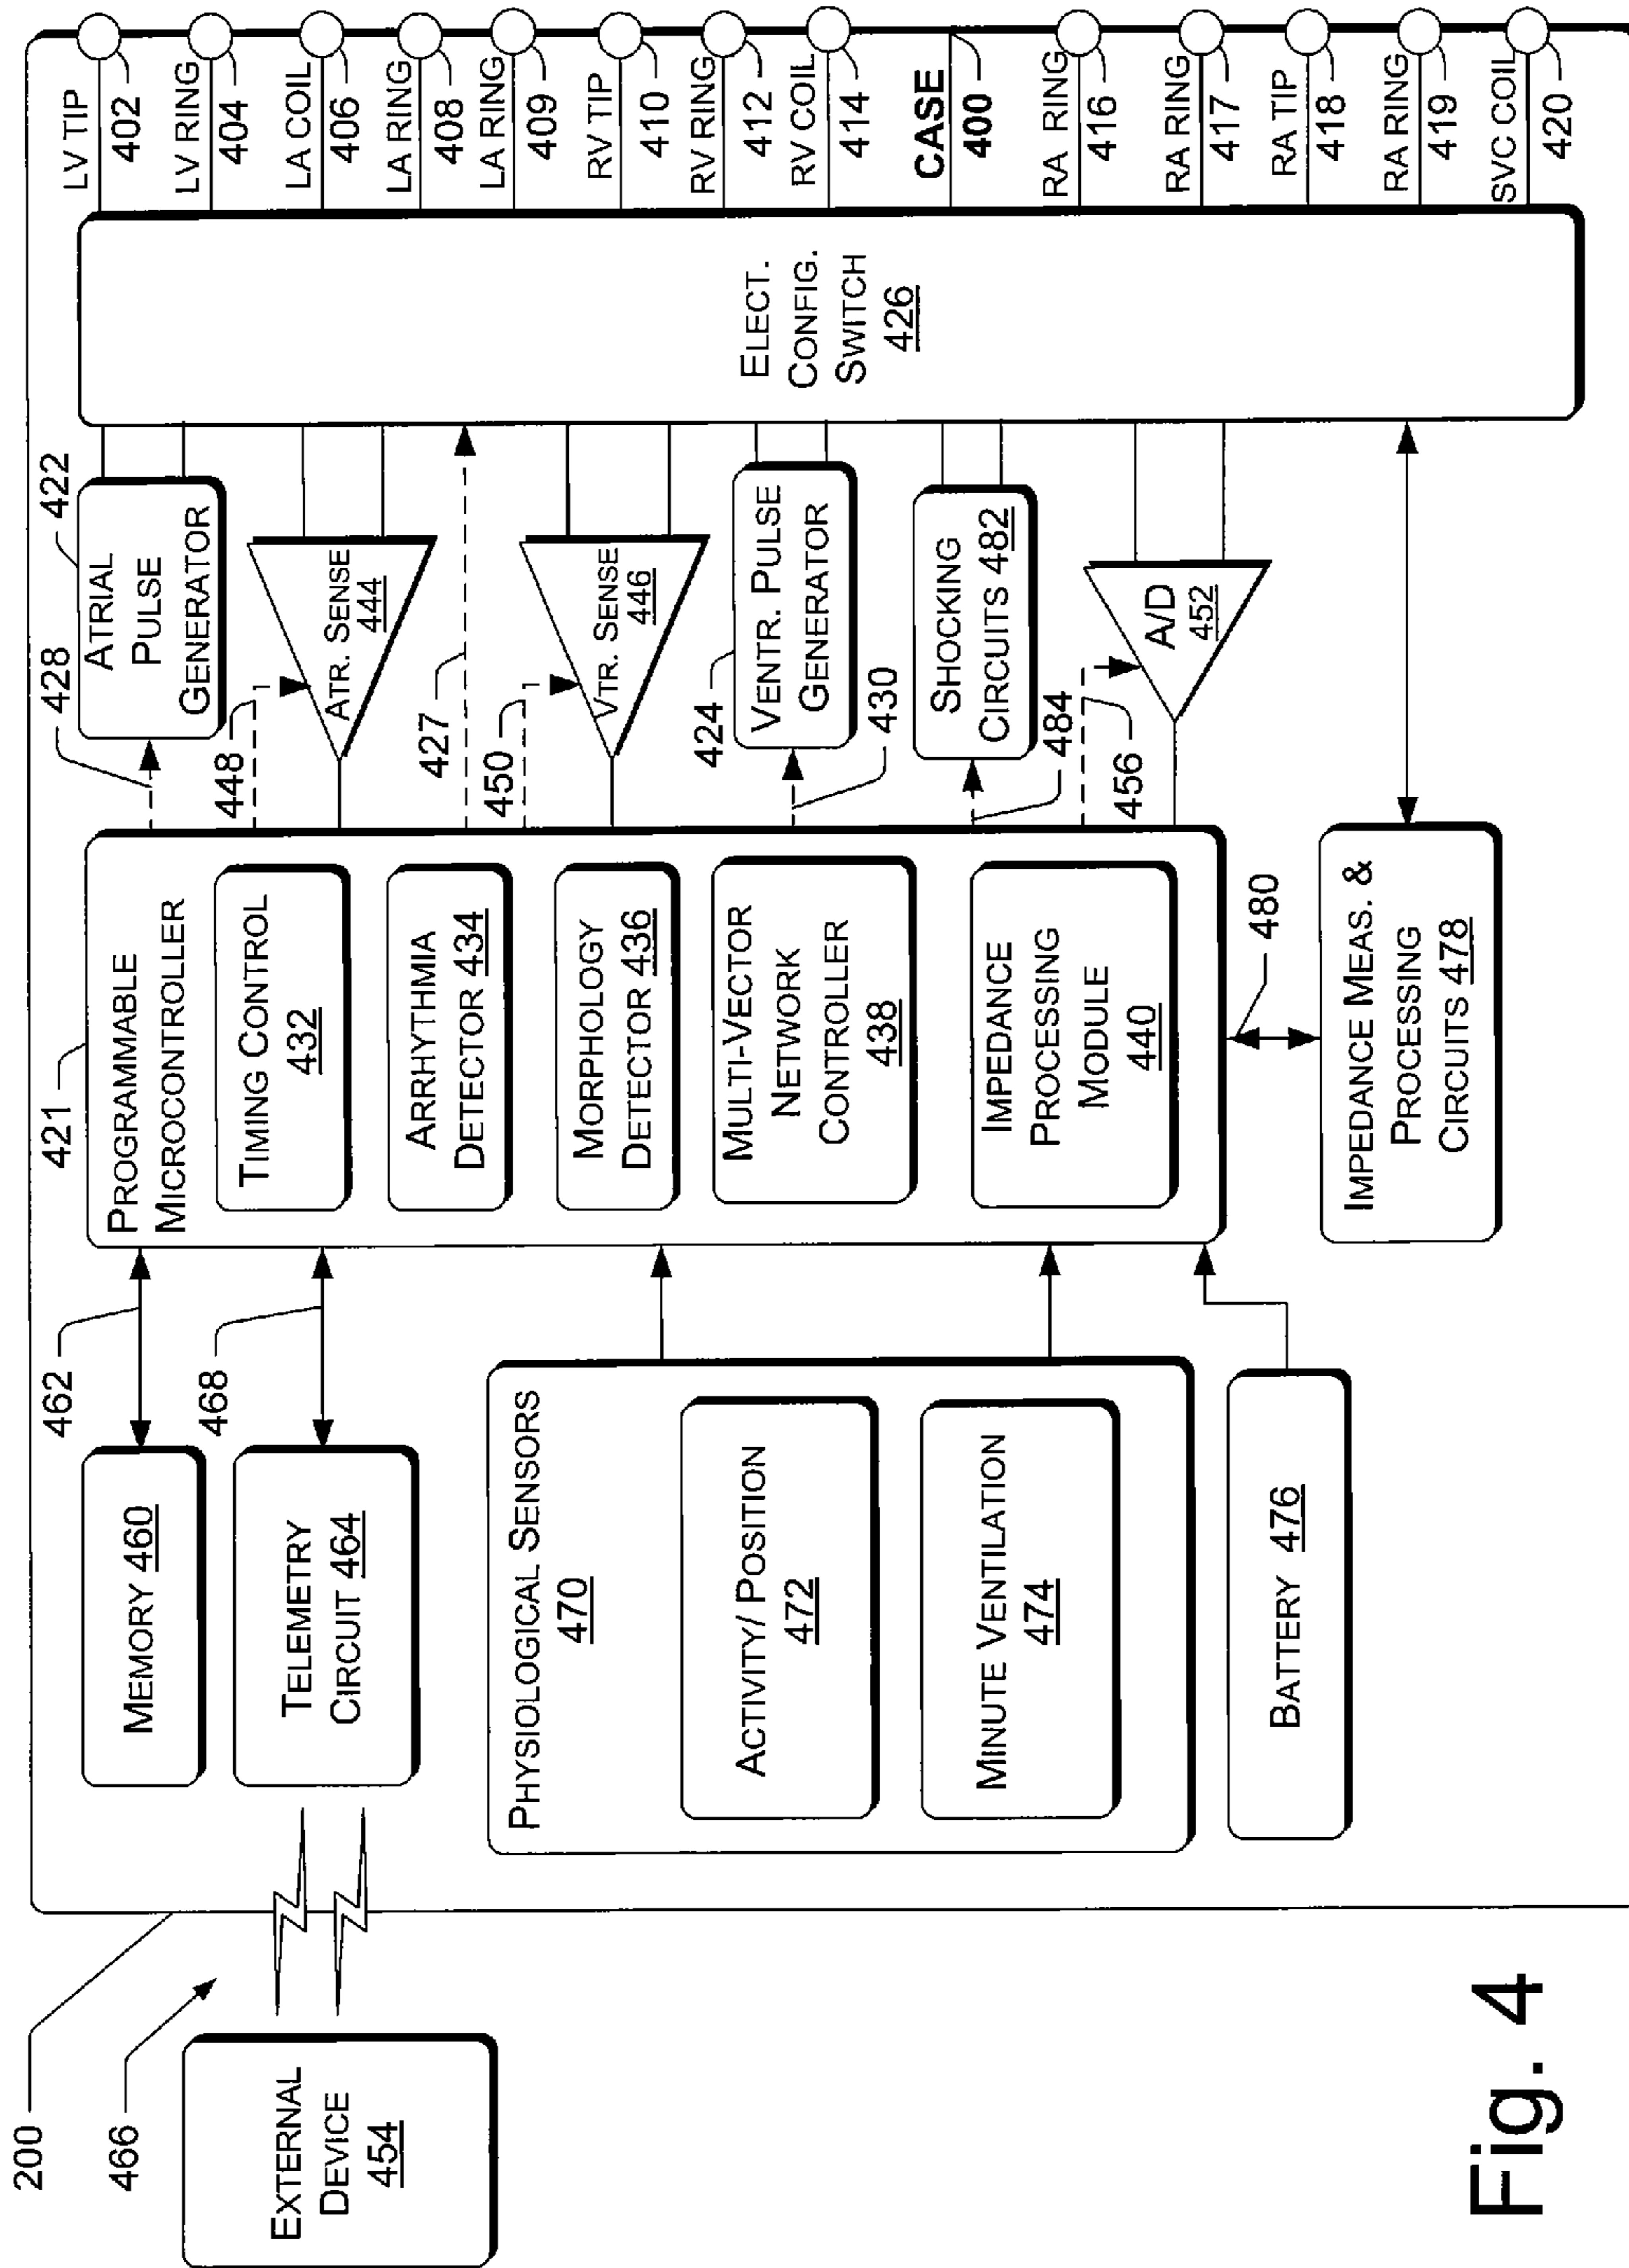 200
466
EXTERNAL
DEVICE
454
462
MEMORY 460
468
TELEMETRY
CIRCUIT 464
PHYSIOLOGICAL SENSORS
470
ACTIVITY/ POSITION
472
MINUTE VENTILATION
474
BATTERY 476
421
PROGRAMMABLE
MICROCONTROLLER
TIMING CONTROL
432
ARRHYTHMIA
DETECTOR 434
MORPHOLOGY
DETECTOR 436
MULTI-VECTOR
NETWORK
CONTROLLER
438
IMPEDANCE
PROCESSING
MODULE
440
480
IMPEDANCE MEAS. &
PROCESSING
CIRCUITS 478
428
422
ATRIAL
PULSE
GENERATOR
448
ATR. SENSE
444
427
450
VTR. SENSE
446
424
VENTR. PULSE
GENERATOR
430
SHOCKING
CIRCUITS 482
484
456
A/D
452
ELECT.
CONFIG.
SWITCH
426
LV TIP
402
LV RING
404
LA COIL
406
LA RING
408
LA RING
409
RV TIP
410
RV RING
412
RV COIL
414
CASE
400
RA RING
416
RA RING
417
RA TIP
418
RA RING
419
SVC COIL
420
Fig. 4